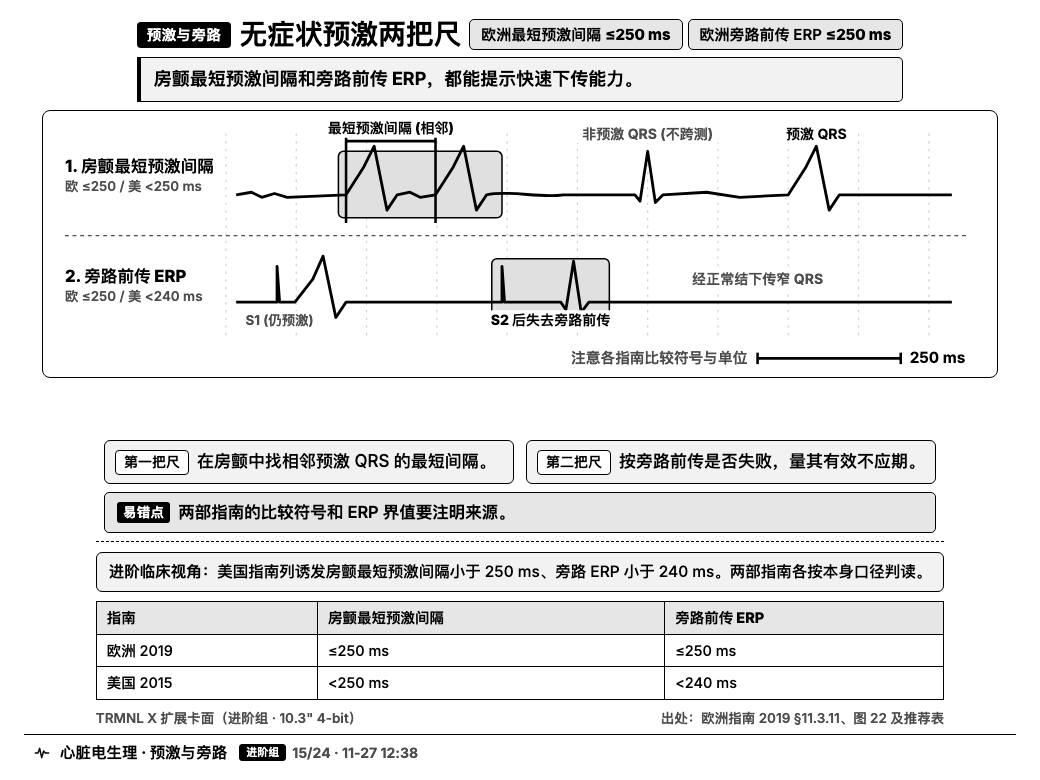 预激与旁路 无症状预激两把尺 欧洲最短预激间隔 ≤250 ms 欧洲旁路前传 ERP ≤250 ms
房颤最短预激间隔和旁路前传 ERP，都能提示快速下传能力。
最短预激间隔 (相邻) 非预激 QRS (不跨测) 预激 QRS
1. 房颤最短预激间隔
欧 ≤250 / 美 <250 ms
2. 旁路前传 ERP
欧 ≤250 / 美 <240 ms
经正常结下传窄 QRS
S1 (仍预激) S2 后失去旁路前传
注意各指南比较符号与单位 250 ms
第一把尺 在房颤中找相邻预激 QRS 的最短间隔。 第二把尺 按旁路前传是否失败，量其有效不应期。
易错点 两部指南的比较符号和 ERP 界值要注明来源。
进阶临床视角：美国指南列诱发房颤最短预激间隔小于 250 ms、旁路 ERP 小于 240 ms。两部指南各按本身口径判读。
指南 房颤最短预激间隔 旁路前传 ERP
欧洲 2019 ≤250 ms ≤250 ms
美国 2015 <250 ms <240 ms
TRMNL X 扩展卡面（进阶组 · 10.3" 4-bit） 出处：欧洲指南 2019 §11.3.11、图 22 及推荐表
心脏电生理 · 预激与旁路 进阶组 15/24 · 11-27 12:38